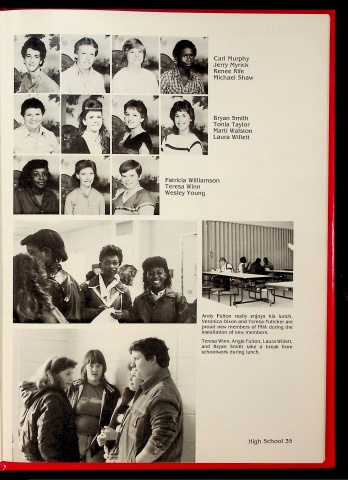 Carl Murphy
Jerry Myrick
Renee Rife
Michael Shaw
Bryan Smith
Tonia Taylor
Marti Walston
Laura Willett
Patricia Williamson
Teresa Winn
Wesley Young
Andy Fulton really enjoys his lunch.
Veronica Dixon and Teresa Fultcher are
proud new members of FHA during the
installation of new members.
Teresa Winn, Angie Fulton, Laura Willett,
and Bryan Smith take a break from
schoolwork during lunch.
High School 35